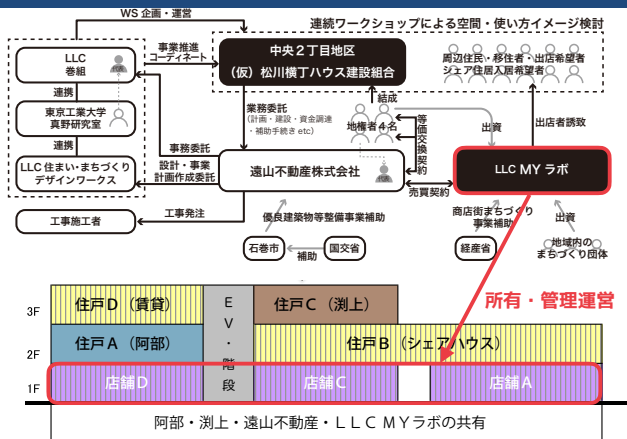 WS 企画・運営
連続ワークショップによる空間・使い方イメージ検討
LLC
巻組
事業推進
コーディネート
中央２丁目地区
（仮）松川横丁ハウス建設組合
周辺住民・移住者・出店希望者
シェア住居入居希望者
連携
東京工業大学
真野研究室
連携
LLC 住まい・まちづくり
デザインワークス
業務委託
（計画・建設・資金調達
・補助手続き etc）
結成
地権者４名
等価交換契約
出資
出店者誘致
事務委託
設計・事業
計画作成委託
遠山不動産株式会社
売買契約
LLC MY ラボ
工事施工者
工事発注
優良建築物等整備事業補助
商店街まちづくり
事業補助
出資
石巻市
補助
国交省
経産省
地域内の
まちづくり団体
所有・管理運営
3F
住戸Ｄ（賃貸）
ＥＶ・階段
住戸Ｃ（渕上）
2F
住戸Ａ（阿部）
住戸Ｂ（シェアハウス）
1F
店舗Ｄ
店舗Ｃ
店舗Ａ
阿部・渕上・遠山不動産・ＬＬＣ ＭＹラボの共有